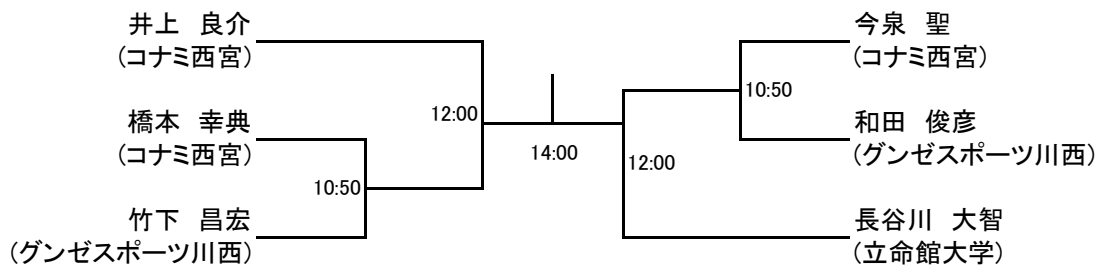 井上　良介
(コナミ西宮)
橋本　幸典
(コナミ西宮)
竹下　昌宏
(グンゼスポーツ川西)
10:50
12:00
14:00
今泉　聖
(コナミ西宮)
10:50
和田　俊彦
(グンゼスポーツ川西)
12:00
長谷川　大智
(立命館大学)